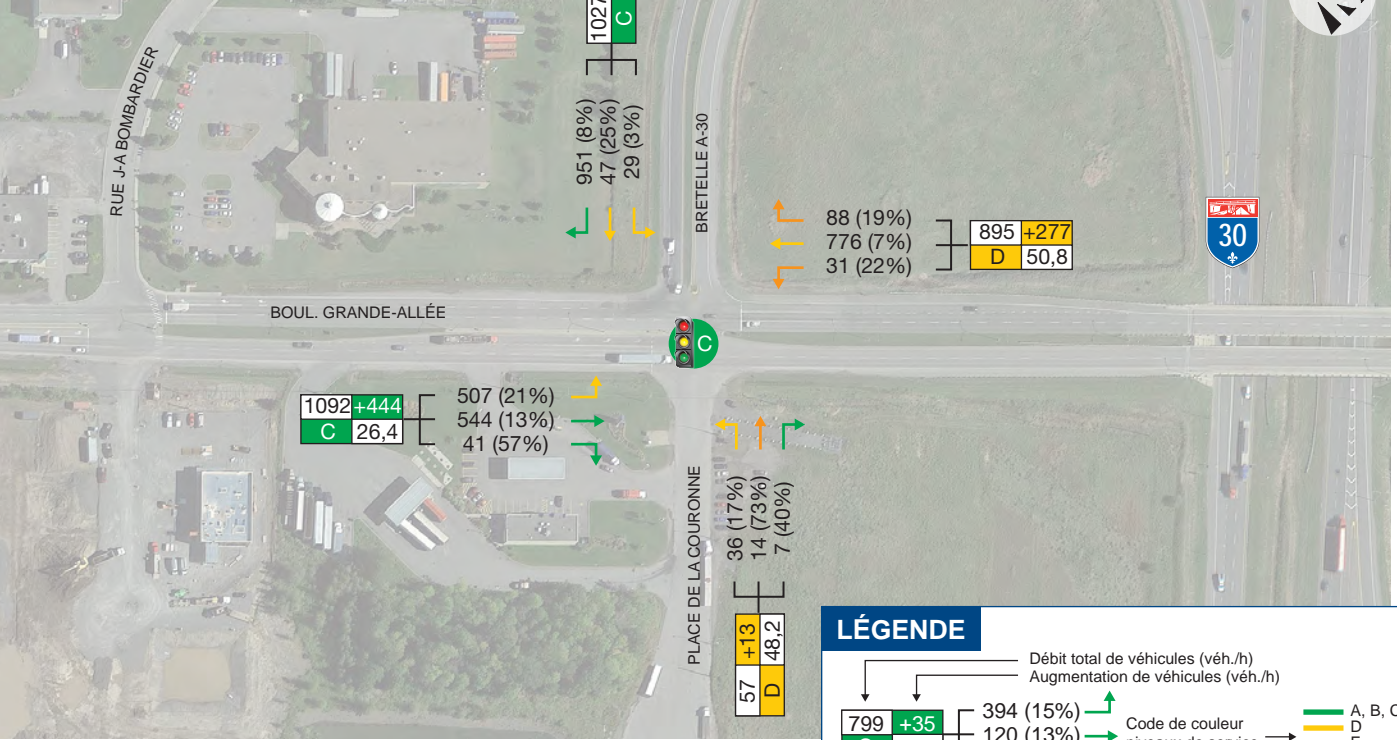 1027
C
951 (8%)
47 (25%)
29 (3%)
RUE J-A BOMBARDIER
BRETELLE A-30
88 (19%)
776 (7%)
31 (22%)
895 +277
D 50,8
30
BOUL. GRANDE-ALLÉE
C
1092 +444
C 26,4
507 (21%)
544 (13%)
41 (57%)
PLACE DE LA COURONNE
36 (17%)
14 (73%)
7 (40%)
57 +13
D 48,2
LÉGENDE
Débit total de véhicules (véh./h)
Augmentation de véhicules (véh./h)
799 +35
394 (15%)
120 (13%)
Code de couleur
A, B, C
D